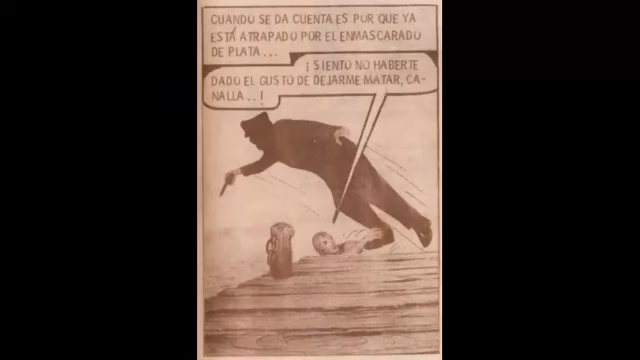 CUANDO SE DA CUENTA ES POR QUE YA
ESTÁ ATRAPADO POR EL ENMASCARADO
DE PLATA...
¡SIENTO NO HABERTE
DADO EL GUSTO DE DEJARME MATAR, CA-
NALLA..!